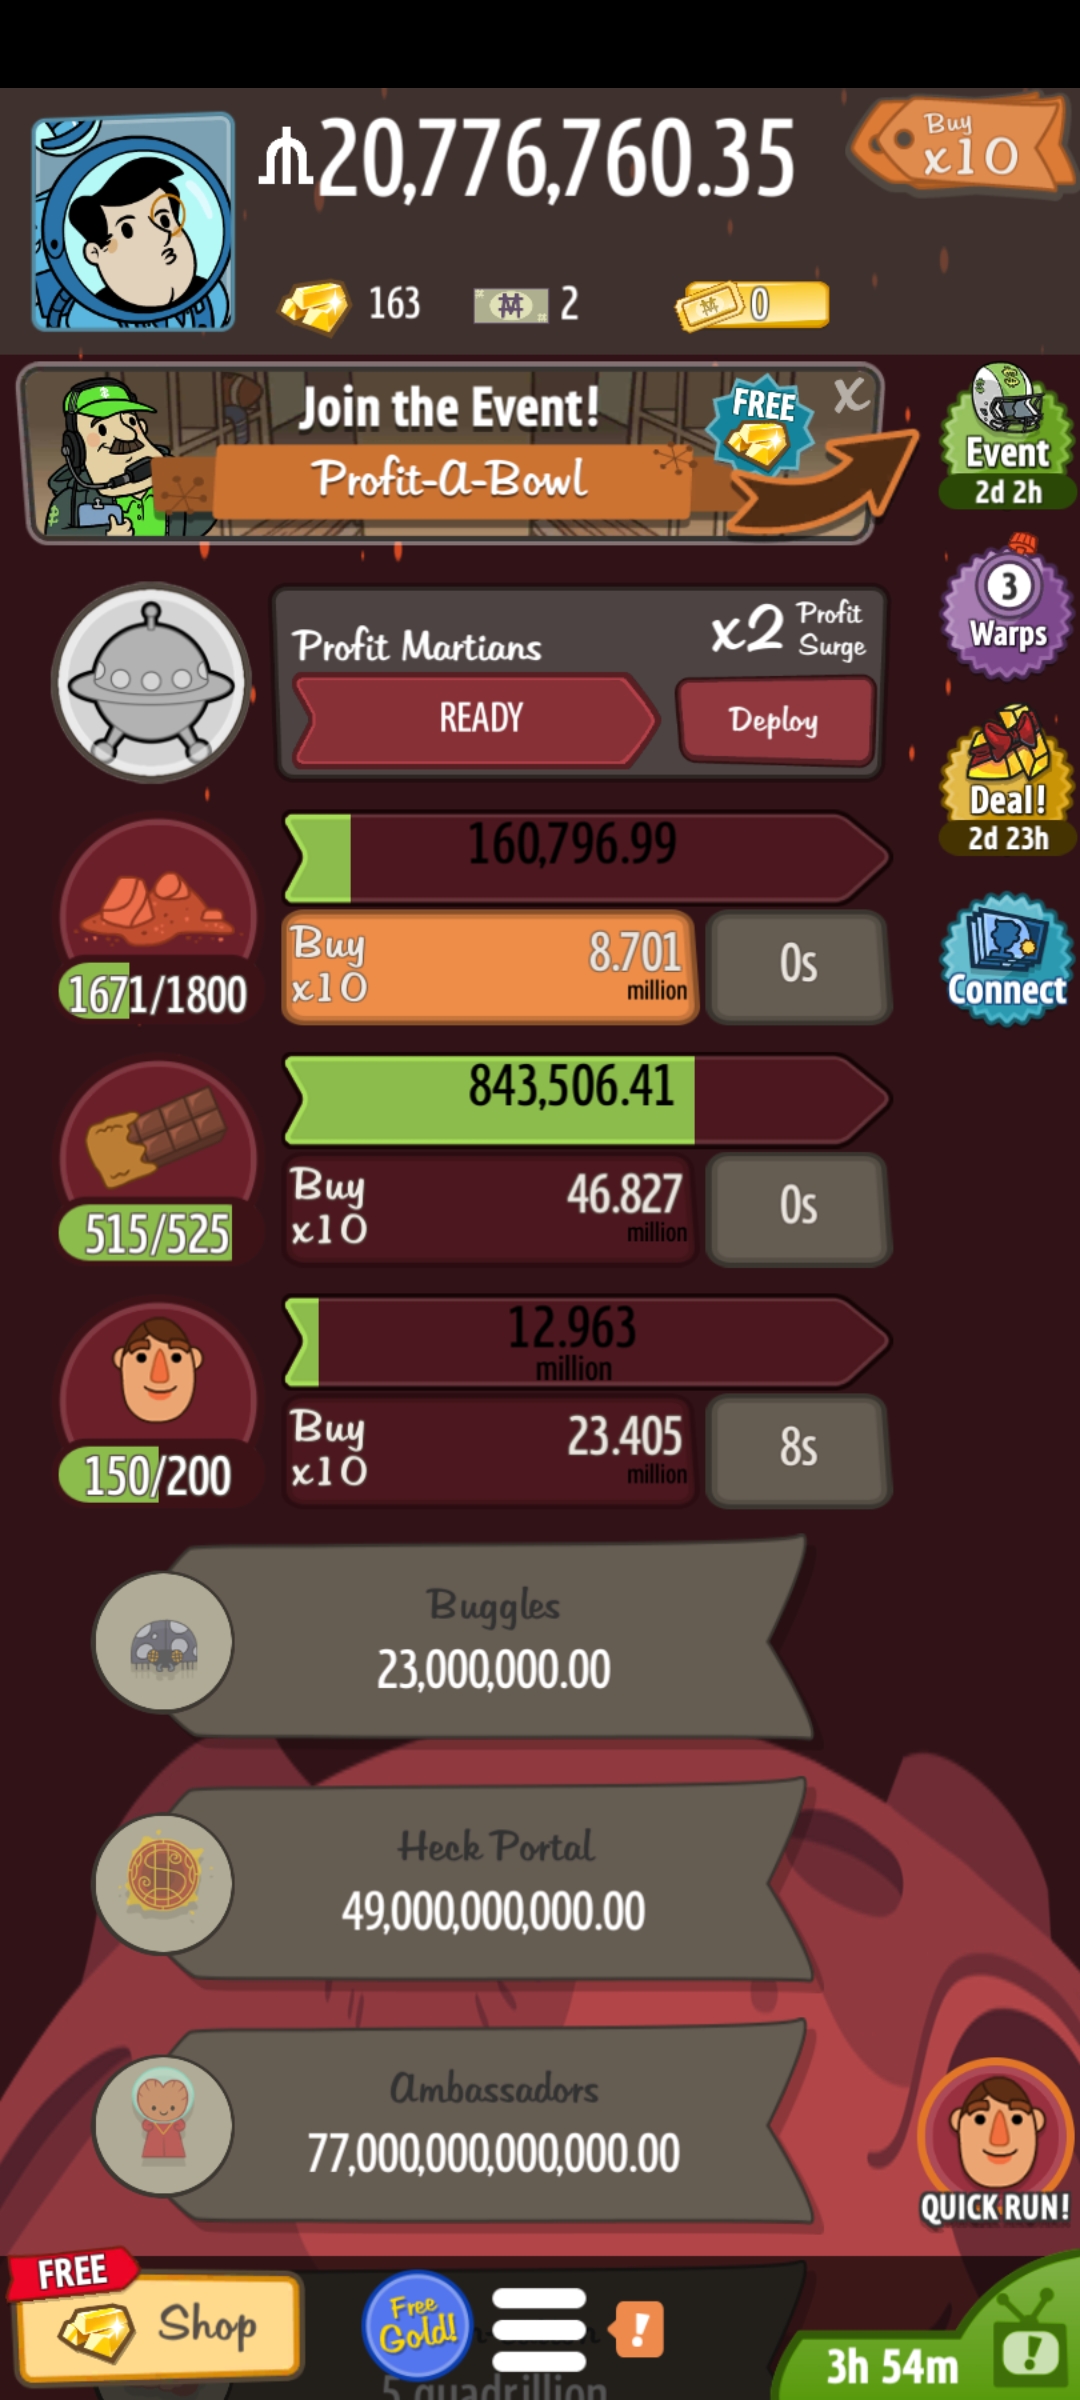 20,776,760.35
Buy
x10
163
2
0
Join the Event!
FREE
x
Profit-A-Bowl
Event
2d 2h
3
Warps
Profit Martians
x2 Profit
Surge
READY
Deploy
Deal!
2d 23h
160,796.99
Buy
x10
8.701
million
0s
1671/1800
Connect
843,506.41
Buy
x10
46.827
million
0s
515/525
12.963
million
Buy
x10
23.405
million
8s
150/200
Buggles
23,000,000.00
Heck Portal
49,000,000,000.00
Ambassadors
77,000,000,000,000.00
QUICK RUN!
FREE
Shop
Free
Gold!
!
3h 54m
!
5 quadrillion